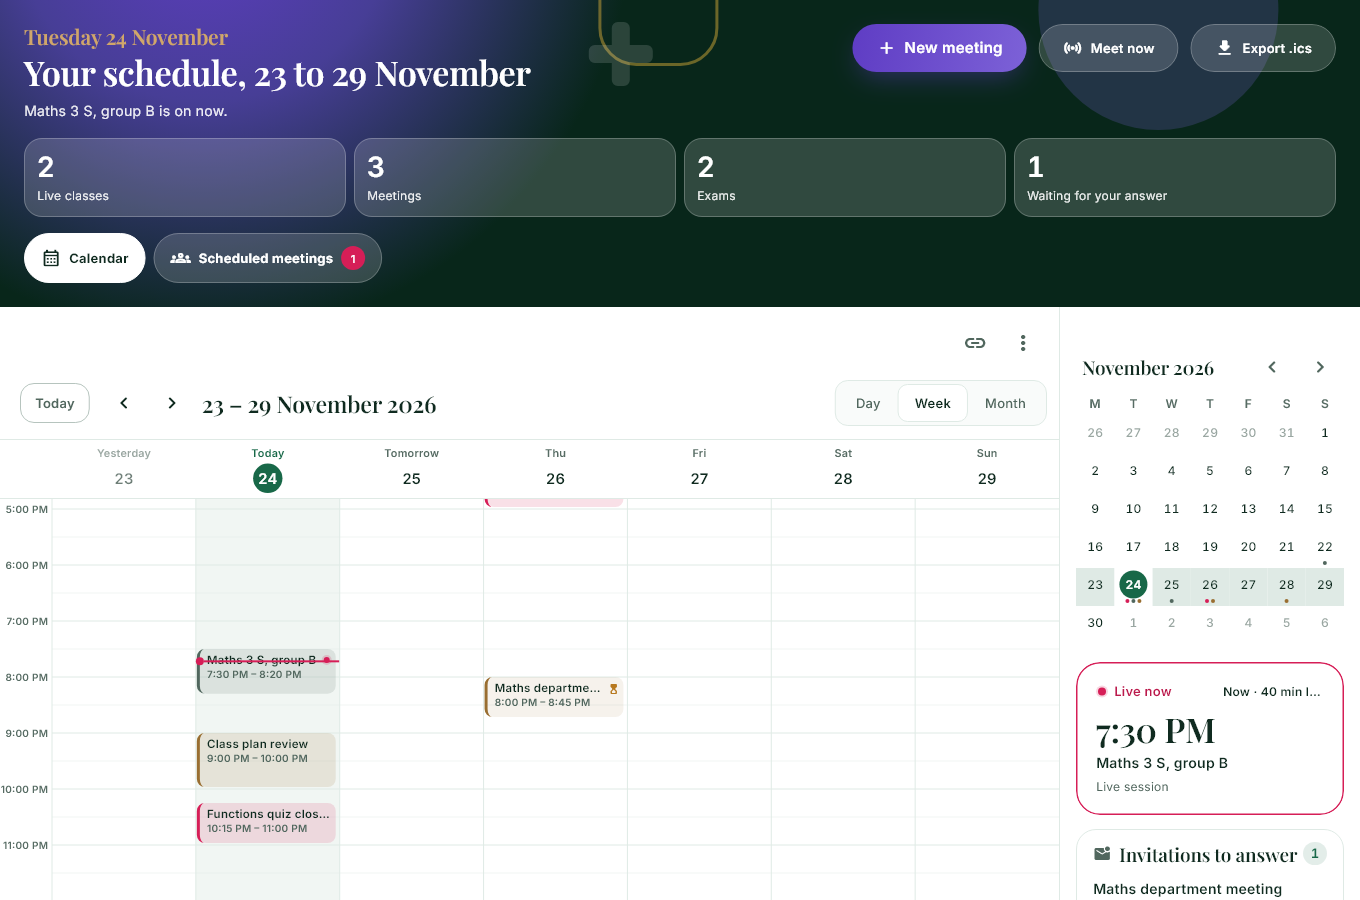 Tuesday 24 November
Your schedule, 23 to 29 November
Maths 3 S, group B is on now.
New meeting
Meet now
Export .ics
2
Live classes
3
Meetings
2
Exams
1
Waiting for your answer
Calendar
Scheduled meetings 1
Today
23 – 29 November 2026
Day Week Month
Yesterday Today Tomorrow Thu Fri Sat Sun
23 24 25 26 27 28 29
5:00 PM
6:00 PM
7:00 PM
Maths 3 S, group B
7:30 PM – 8:20 PM
8:00 PM
Maths departme...
8:00 PM – 8:45 PM
9:00 PM
Class plan review
9:00 PM – 10:00 PM
10:00 PM
Functions quiz clos...
10:15 PM – 11:00 PM
11:00 PM
November 2026
M T W T F S S
26 27 28 29 30 31 1
2 3 4 5 6 7 8
9 10 11 12 13 14 15
16 17 18 19 20 21 22
23 24 25 26 27 28 29
30 1 2 3 4 5 6
Live now
Now · 40 min l...
7:30 PM
Maths 3 S, group B
Live session
Invitations to answer 1
Maths department meeting